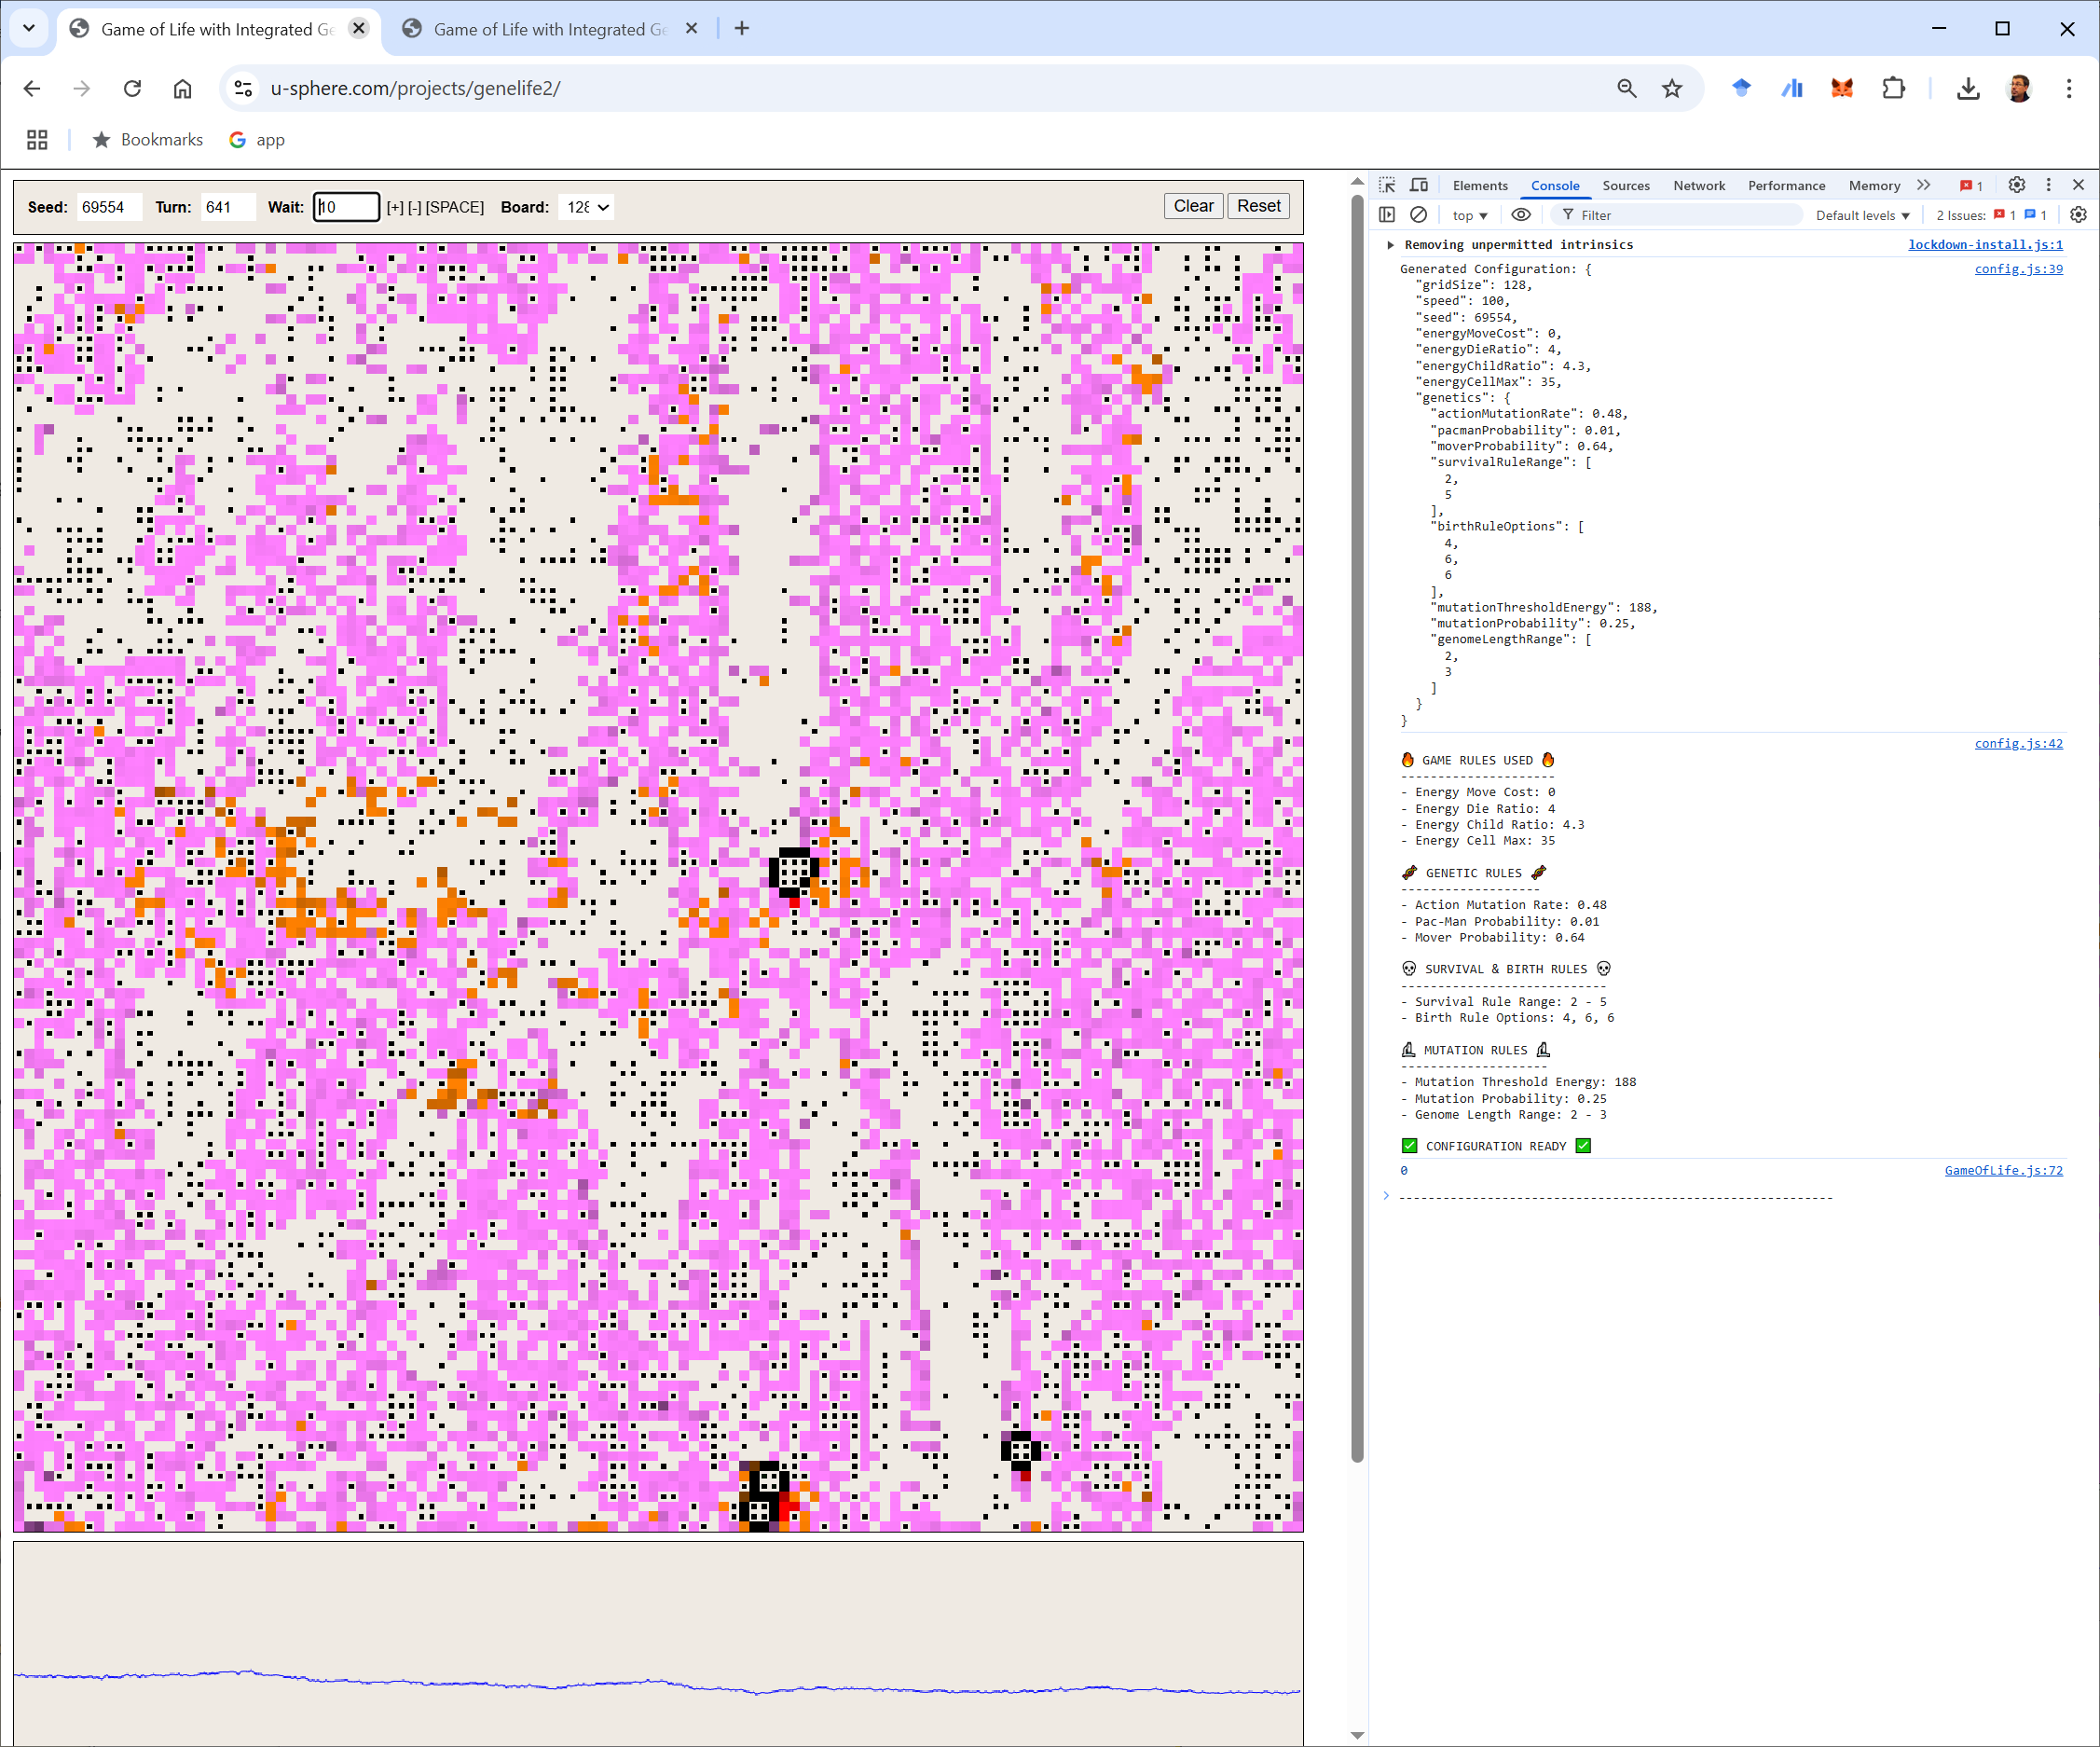 Game of Life with Integrated Ge
Game of Life with Integrated Ge
u-sphere.com/projects/genelife2/
Bookmarks
app
Seed: 69554 Turn: 641 Wait: 10 [+] [-] [SPACE] Board: 128
Clear
Reset
Elements Console Sources Network Performance Memory 1
top Filter Default levels 2 Issues: 1 1
Removing unpermitted intrinsics lockdown-install.js:1
Generated Configuration: { config.js:39
"gridSize": 128,
"speed": 100,
"seed": 69554,
"energyMoveCost": 0,
"energyDieRatio": 4,
"energyChildRatio": 4.3,
"energyCellMax": 35,
"genetics": {
"actionMutationRate": 0.48,
"pacmanProbability": 0.01,
"moverProbability": 0.64,
"survivalRuleRange": [
2,
5
],
"birthRuleOptions": [
4,
6,
6
],
"mutationThresholdEnergy": 188,
"mutationProbability": 0.25,
"genomeLengthRange": [
2,
3
]
}
}
config.js:42
🔥 GAME RULES USED 🔥
---------------------
- Energy Move Cost: 0
- Energy Die Ratio: 4
- Energy Child Ratio: 4.3
- Energy Cell Max: 35
GENETIC RULES
-------------------
- Action Mutation Rate: 0.48
- Pac-Man Probability: 0.01
- Mover Probability: 0.64
💀 SURVIVAL & BIRTH RULES 💀
----------------------------
- Survival Rule Range: 2 - 5
- Birth Rule Options: 4, 6, 6
MUTATION RULES
--------------------
- Mutation Threshold Energy: 188
- Mutation Probability: 0.25
- Genome Length Range: 2 - 3
✅ CONFIGURATION READY ✅
0 GameOfLife.js:72
> -----------------------------------------------------------